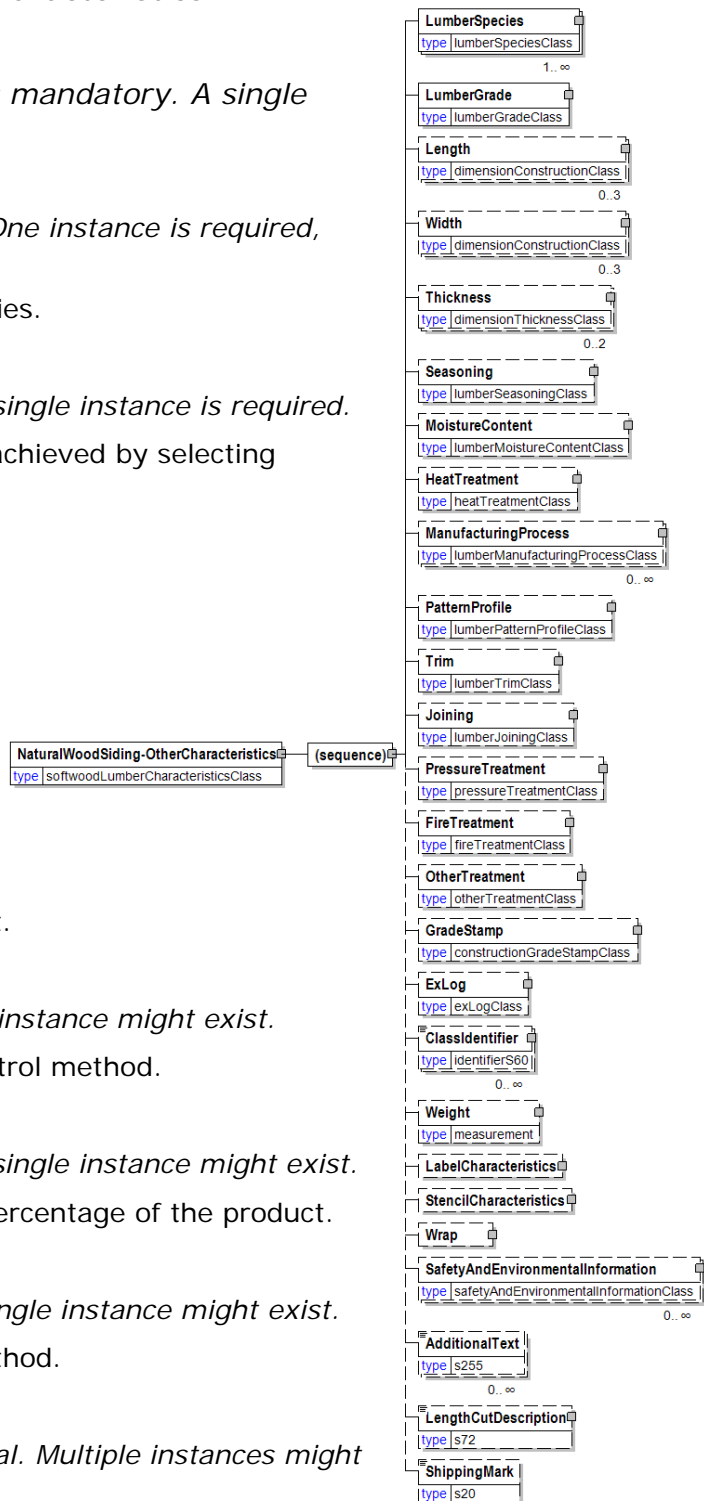 mandatory. A single
One instance is required,
ies.
single instance is required.
achieved by selecting
instance might exist.
trol method.
single instance might exist.
ercentage of the product.
ngle instance might exist.
thod.
al. Multiple instances might
NaturalWoodSiding-OtherCharacteristics
type softwoodLumberCharacteristicsClass
(sequence)
LumberSpecies
type lumberSpeciesClass
1..∞
LumberGrade
type lumberGradeClass
Length
type dimensionConstructionClass
0..3
Width
type dimensionConstructionClass
0..3
Thickness
type dimensionThicknessClass
0..2
Seasoning
type lumberSeasoningClass
MoistureContent
type lumberMoistureContentClass
HeatTreatment
type heatTreatmentClass
ManufacturingProcess
type lumberManufacturingProcessClass
0..∞
PatternProfile
type lumberPatternProfileClass
Trim
type lumberTrimClass
Joining
type lumberJoiningClass
PressureTreatment
type pressureTreatmentClass
FireTreatment
type fireTreatmentClass
OtherTreatment
type otherTreatmentClass
GradeStamp
type constructionGradeStampClass
ExLog
type exLogClass
ClassIdentifier
type identifierS60
0..∞
Weight
type measurement
LabelCharacteristics
StencilCharacteristics
Wrap
SafetyAndEnvironmentalInformation
type safetyAndEnvironmentalInformationClass
0..∞
AdditionalText
type s255
0..∞
LengthCutDescription
type s72
ShippingMark
type s20